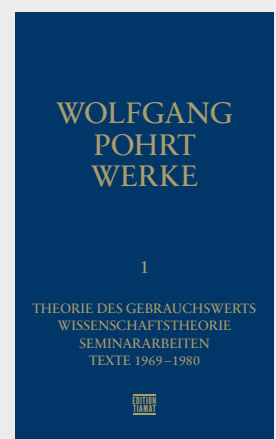 WOLFGANG
POHRT
WERKE
1
THEORIE DES GEBRAUCHSWERTS
WISSENSCHAFTSTHEORIE
SEMINARARBEITEN
TEXTE 1969–1980
EDITION
TIAMAT